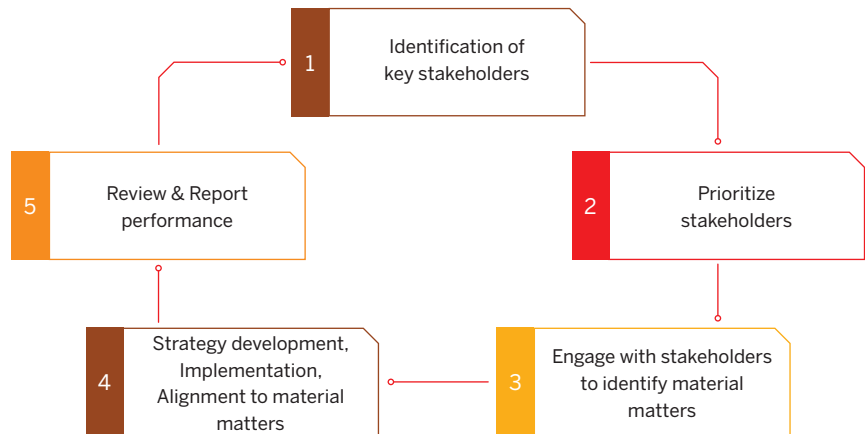 1
Identification of
key stakeholders
2
Prioritize
stakeholders
3
Engage with stakeholders
to identify material
matters
4
Strategy development,
Implementation,
Alignment to material
matters
5
Review & Report
performance